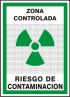 ZONA
CONTROLADA
RIESGO DE
CONTAMINACION